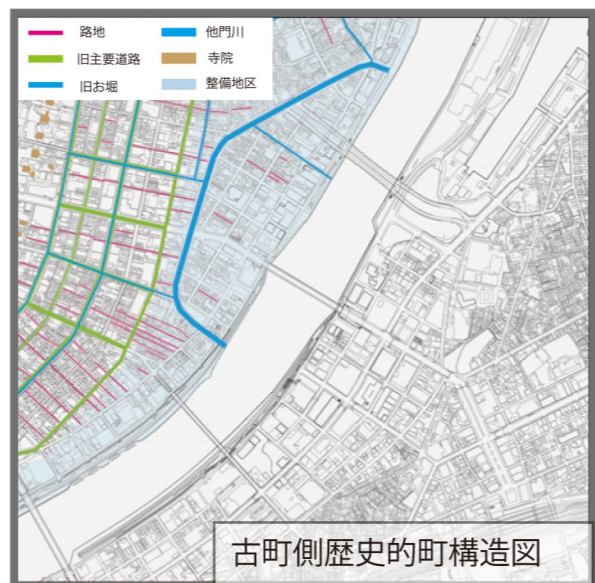 路地
旧主要道路
旧お堀
他門川
寺院
整備地区
古町側歴史的町構造図